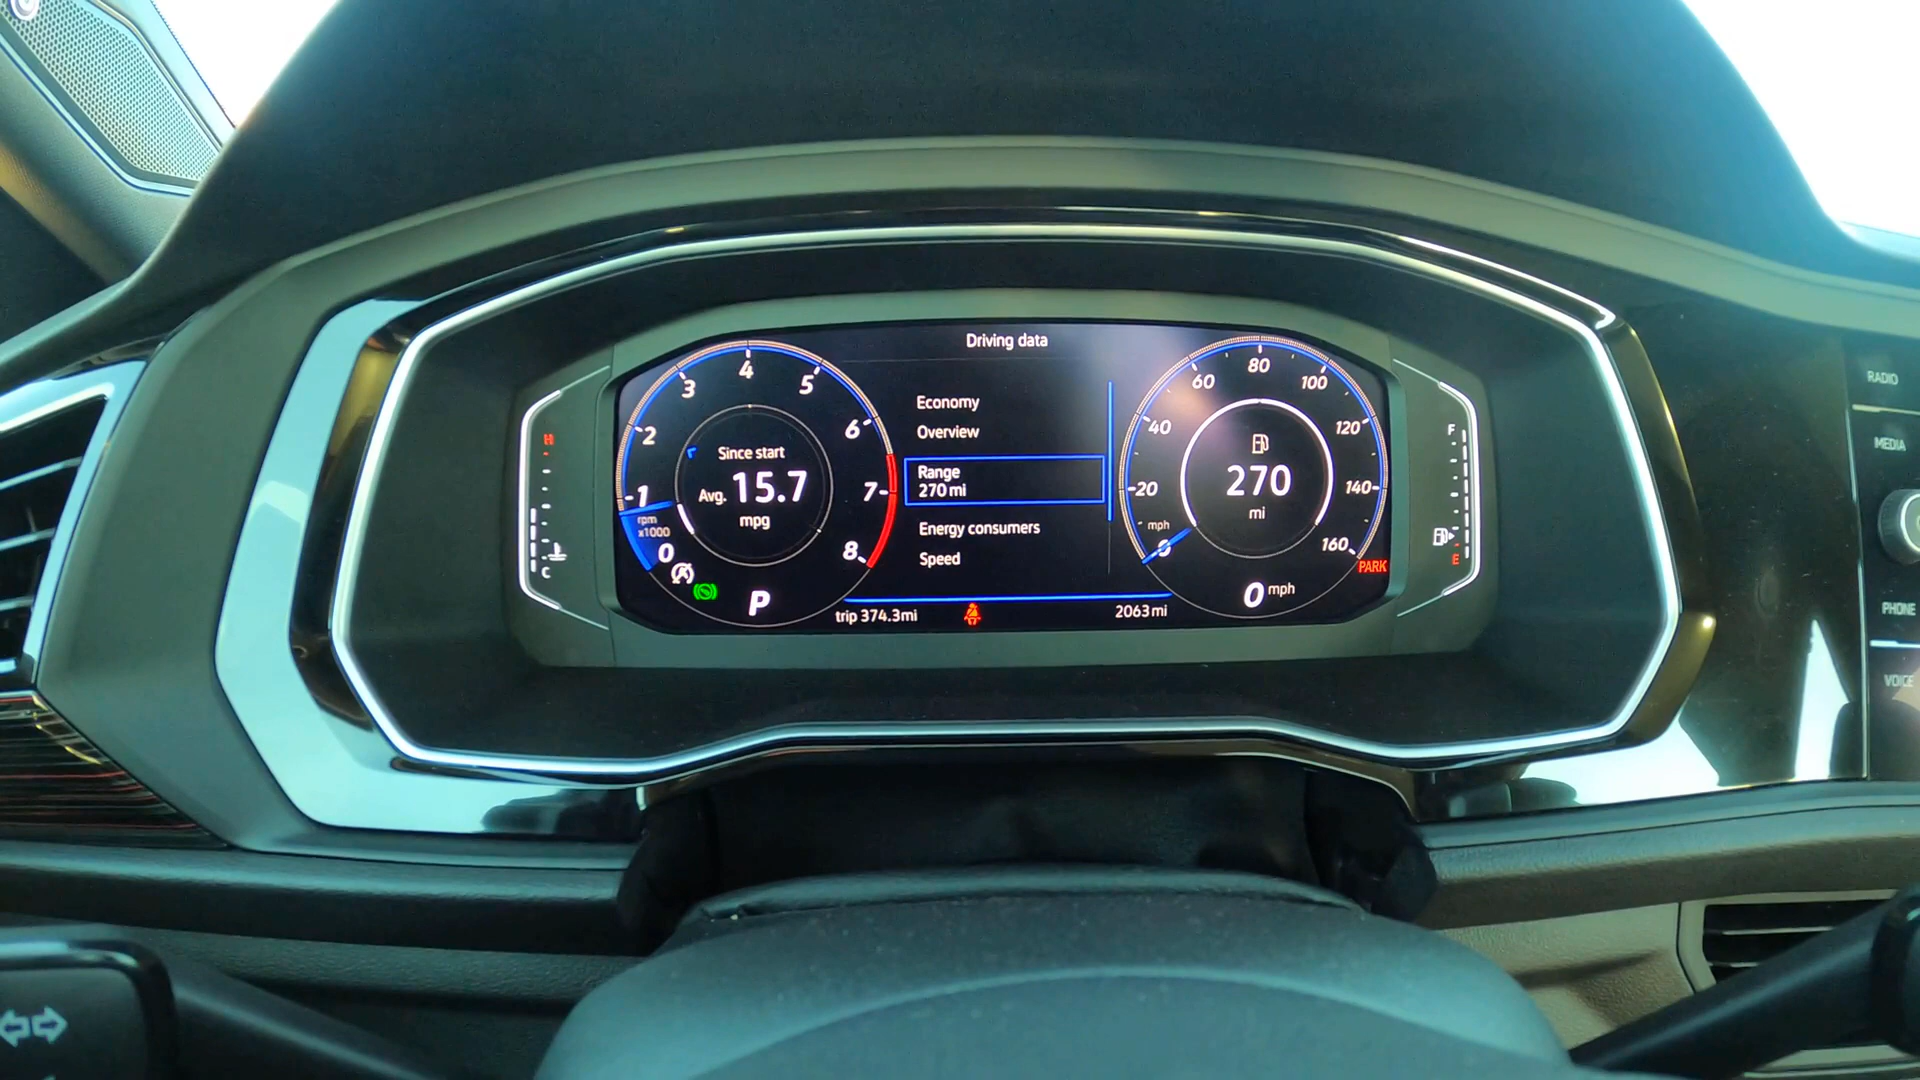 Driving data
Economy
Overview
Range
270 mi
Energy consumers
Speed
0
1
2
3
4
5
6
7
8
rpm
x1000
Since start
Avg. 15.7
mpg
P
trip 374.3mi
2063mi
0
20
40
60
80
100
120
140
160
mph
270
mi
0 mph
PARK
H
C
F
E
RADIO
MEDIA
PHONE
VOICE